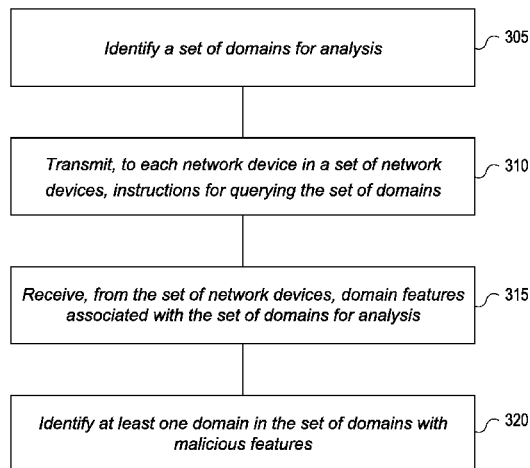 Identify a set of domains for analysis
305
Transmit, to each network device in a set of network
devices, instructions for querying the set of domains
310
Receive, from the set of network devices, domain features
associated with the set of domains for analysis
315
Identify at least one domain in the set of domains with
malicious features
320